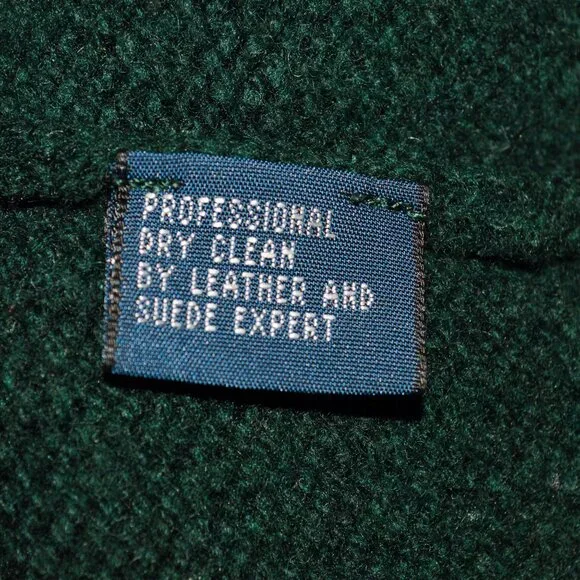 PROFESSIONAL
DRY CLEAN
BY LEATHER AND
SUEDE EXPERT